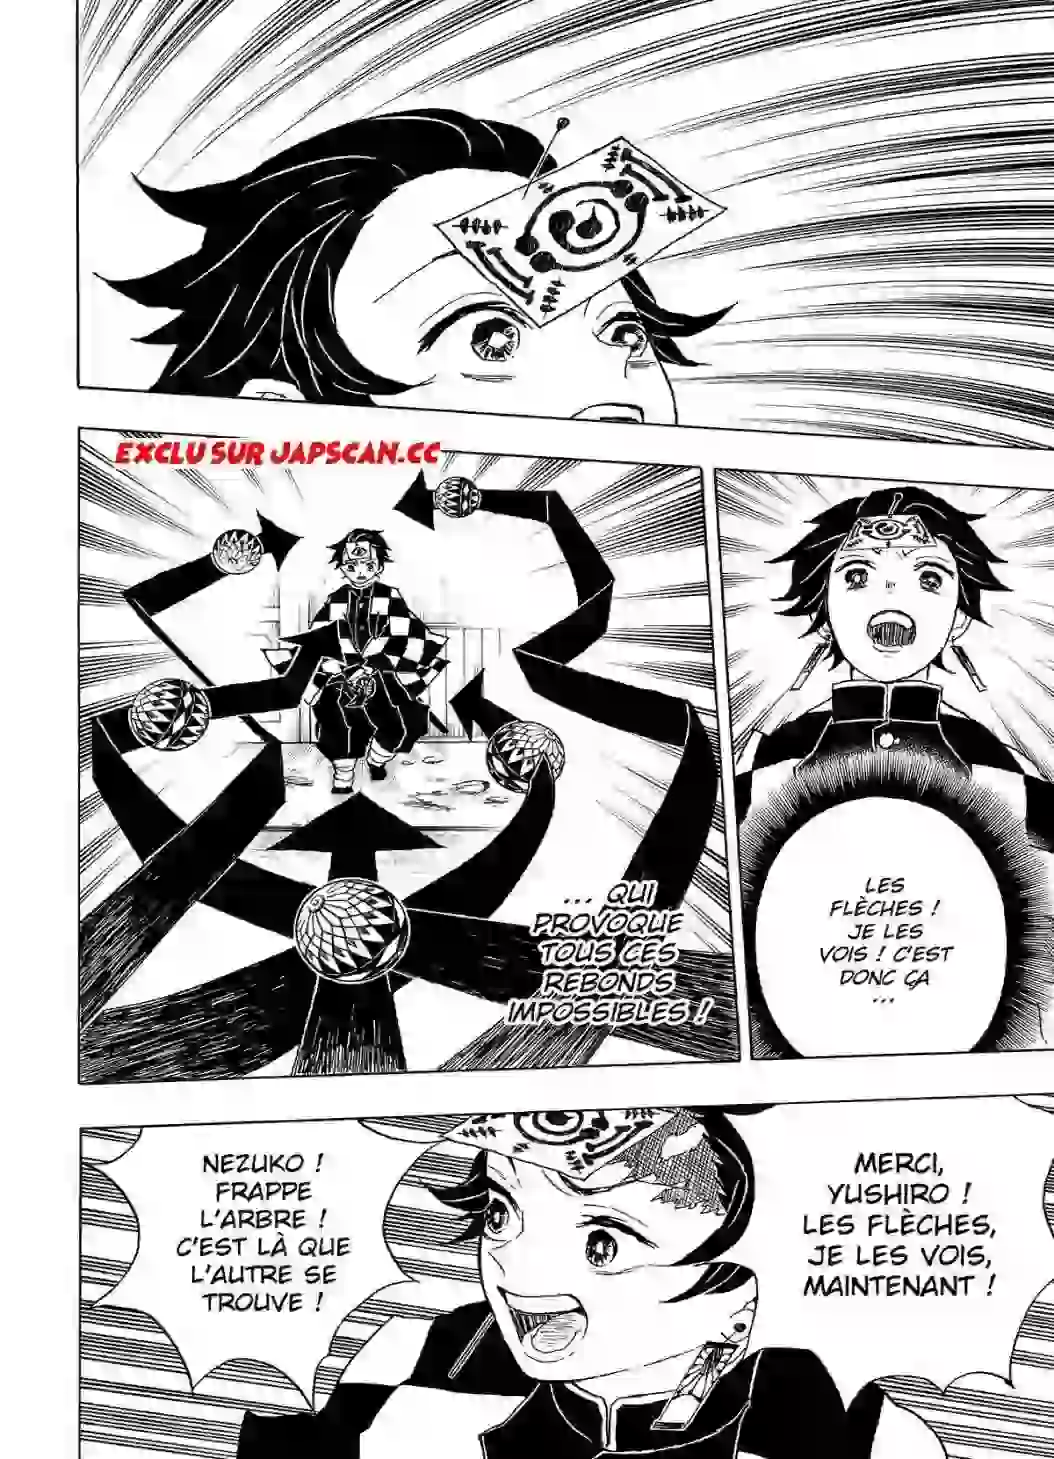 EXCLU SUR JAPSCAN.CC
LES
FLÈCHES !
JE LES
VOIS ! C'EST
DONC ÇA
...
... QUI
PROVOQUE
TOUS CES
REBONDS
IMPOSSIBLES !
MERCI,
YUSHIRO !
LES FLÈCHES,
JE LES VOIS,
MAINTENANT !
NEZUKO !
FRAPPE
L'ARBRE !
C'EST LÀ QUE
L'AUTRE SE
TROUVE !